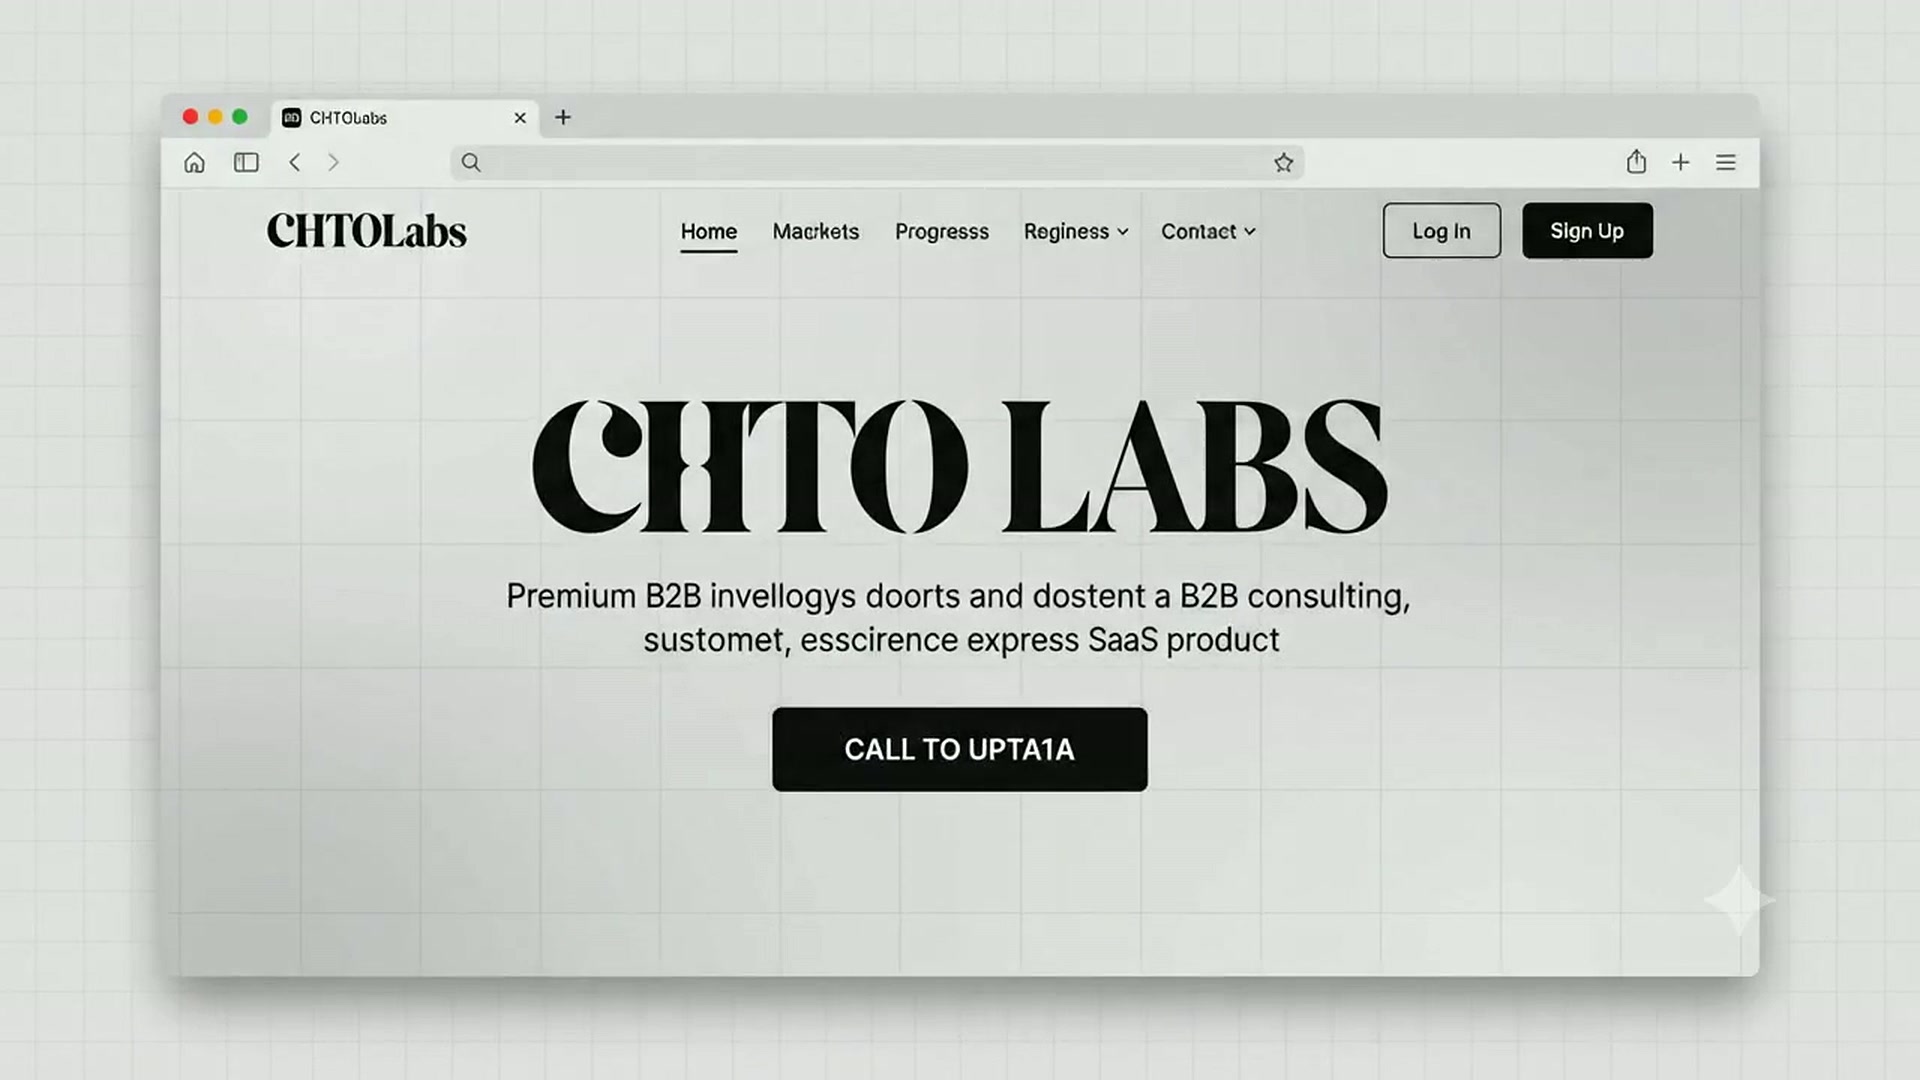 CHTOLabs
CHTOLabs
Home Maarkets Progresss Reginess Contact Log In Sign Up
CHTO LABS
Premium B2B invellogys doorts and dostent a B2B consulting,
sustomet, esscirence express SaaS product
CALL TO UPTA1A